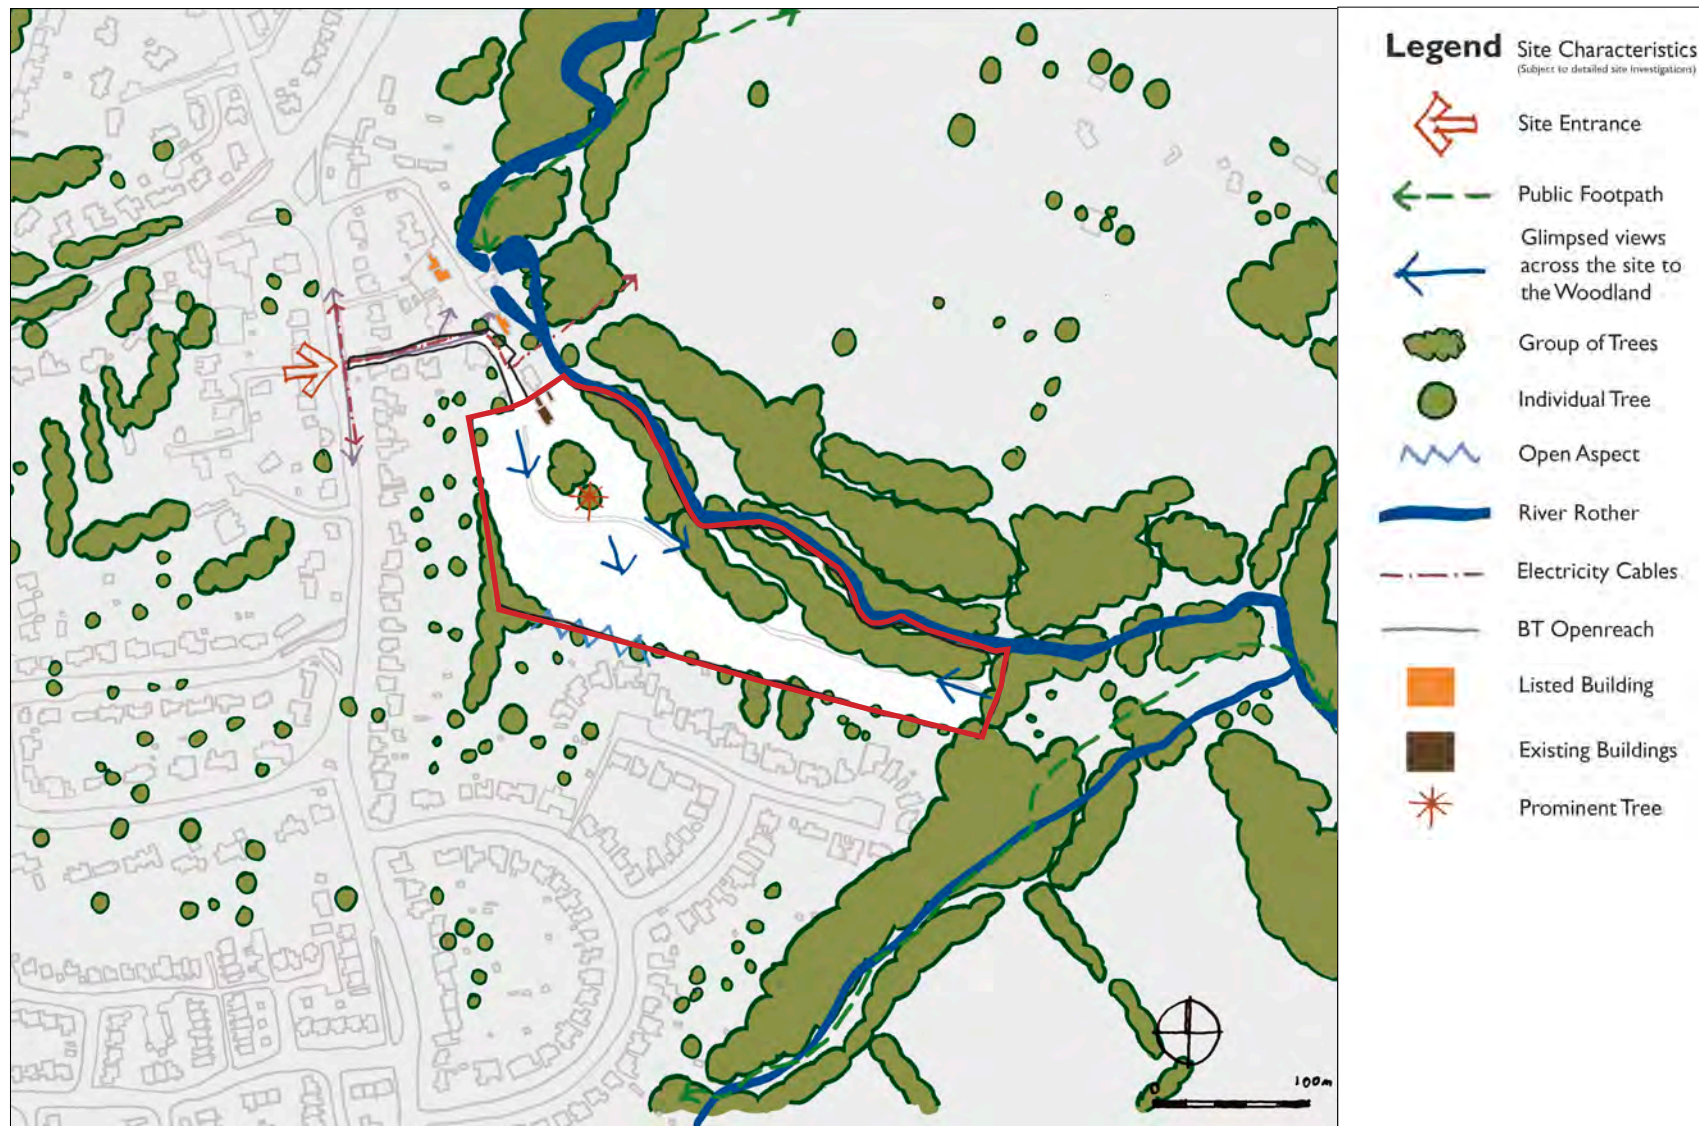 Legend Site Characteristics
(Subject to detailed site investigations)
Site Entrance
Public Footpath
Glimpsed views
across the site to
the Woodland
Group of Trees
Individual Tree
Open Aspect
River Rother
Electricity Cables
BT Openreach
Listed Building
Existing Buildings
Prominent Tree
0 100m